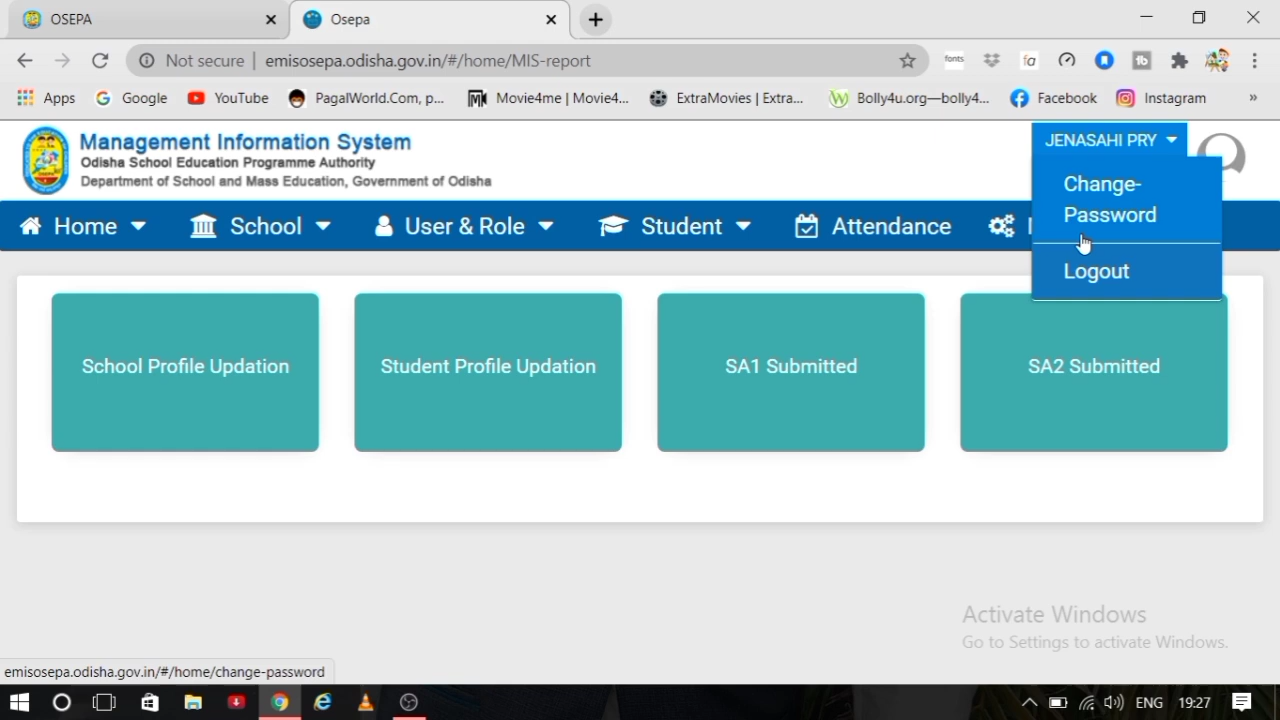 OSEPA
Osepa
Not secure | emisosepa.odisha.gov.in/#/home/MIS-report
fonts
fa
Apps Google YouTube PagalWorld.Com, p... Movie4me | Movie4... ExtraMovies | Extra... Bolly4u.org—bolly4... Facebook Instagram »
Management Information System
Odisha School Education Programme Authority
Department of School and Mass Education, Government of Odisha
JENASAHI PRY
Change-
Password
Logout
Home School User & Role Student Attendance
School Profile Updation
Student Profile Updation
SA1 Submitted
SA2 Submitted
Activate Windows
Go to Settings to activate Windows.
emisosepa.odisha.gov.in/#/home/change-password
ENG 19:27